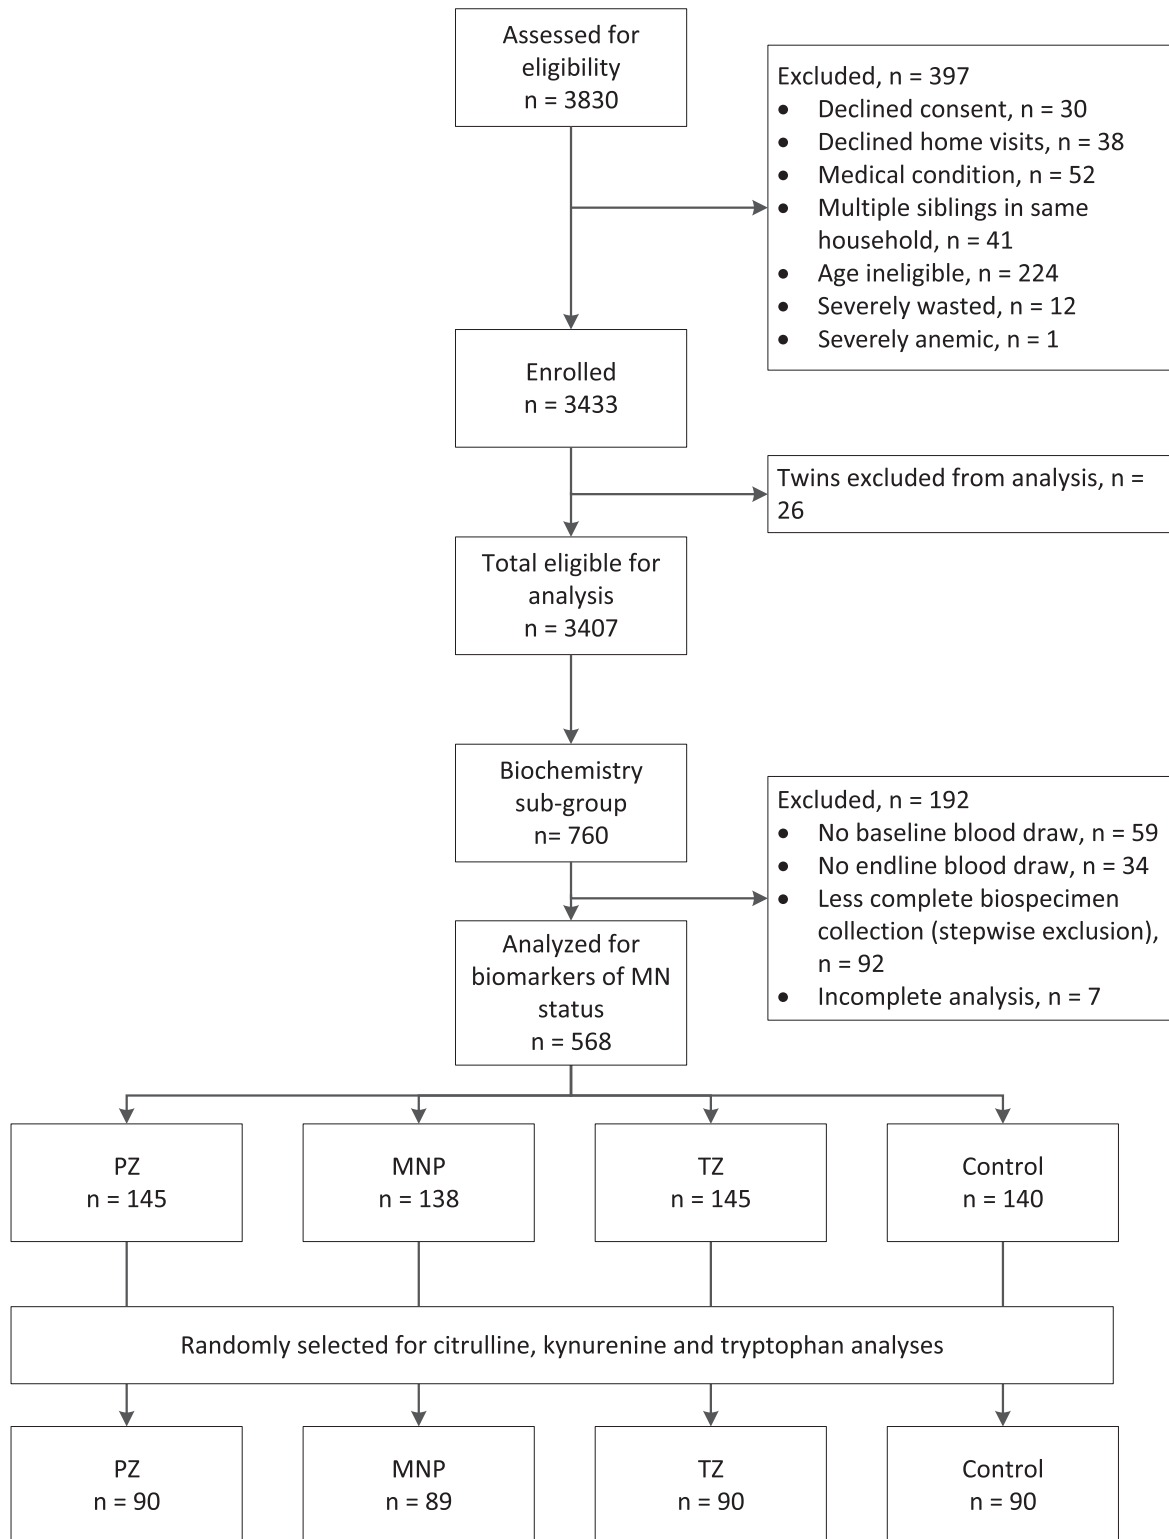 Assessed for
eligibility
n = 3830
Excluded, n = 397
• Declined consent, n = 30
• Declined home visits, n = 38
• Medical condition, n = 52
• Multiple siblings in same
household, n = 41
• Age ineligible, n = 224
• Severely wasted, n = 12
• Severely anemic, n = 1
Enrolled
n = 3433
Twins excluded from analysis, n =
26
Total eligible for
analysis
n = 3407
Biochemistry
sub-group
n= 760
Excluded, n = 192
• No baseline blood draw, n = 59
• No endline blood draw, n = 34
• Less complete biospecimen
collection (stepwise exclusion),
n = 92
• Incomplete analysis, n = 7
Analyzed for
biomarkers of MN
status
n = 568
PZ
n = 145
MNP
n = 138
TZ
n = 145
Control
n = 140
Randomly selected for citrulline, kynurenine and tryptophan analyses
PZ
n = 90
MNP
n = 89
TZ
n = 90
Control
n = 90